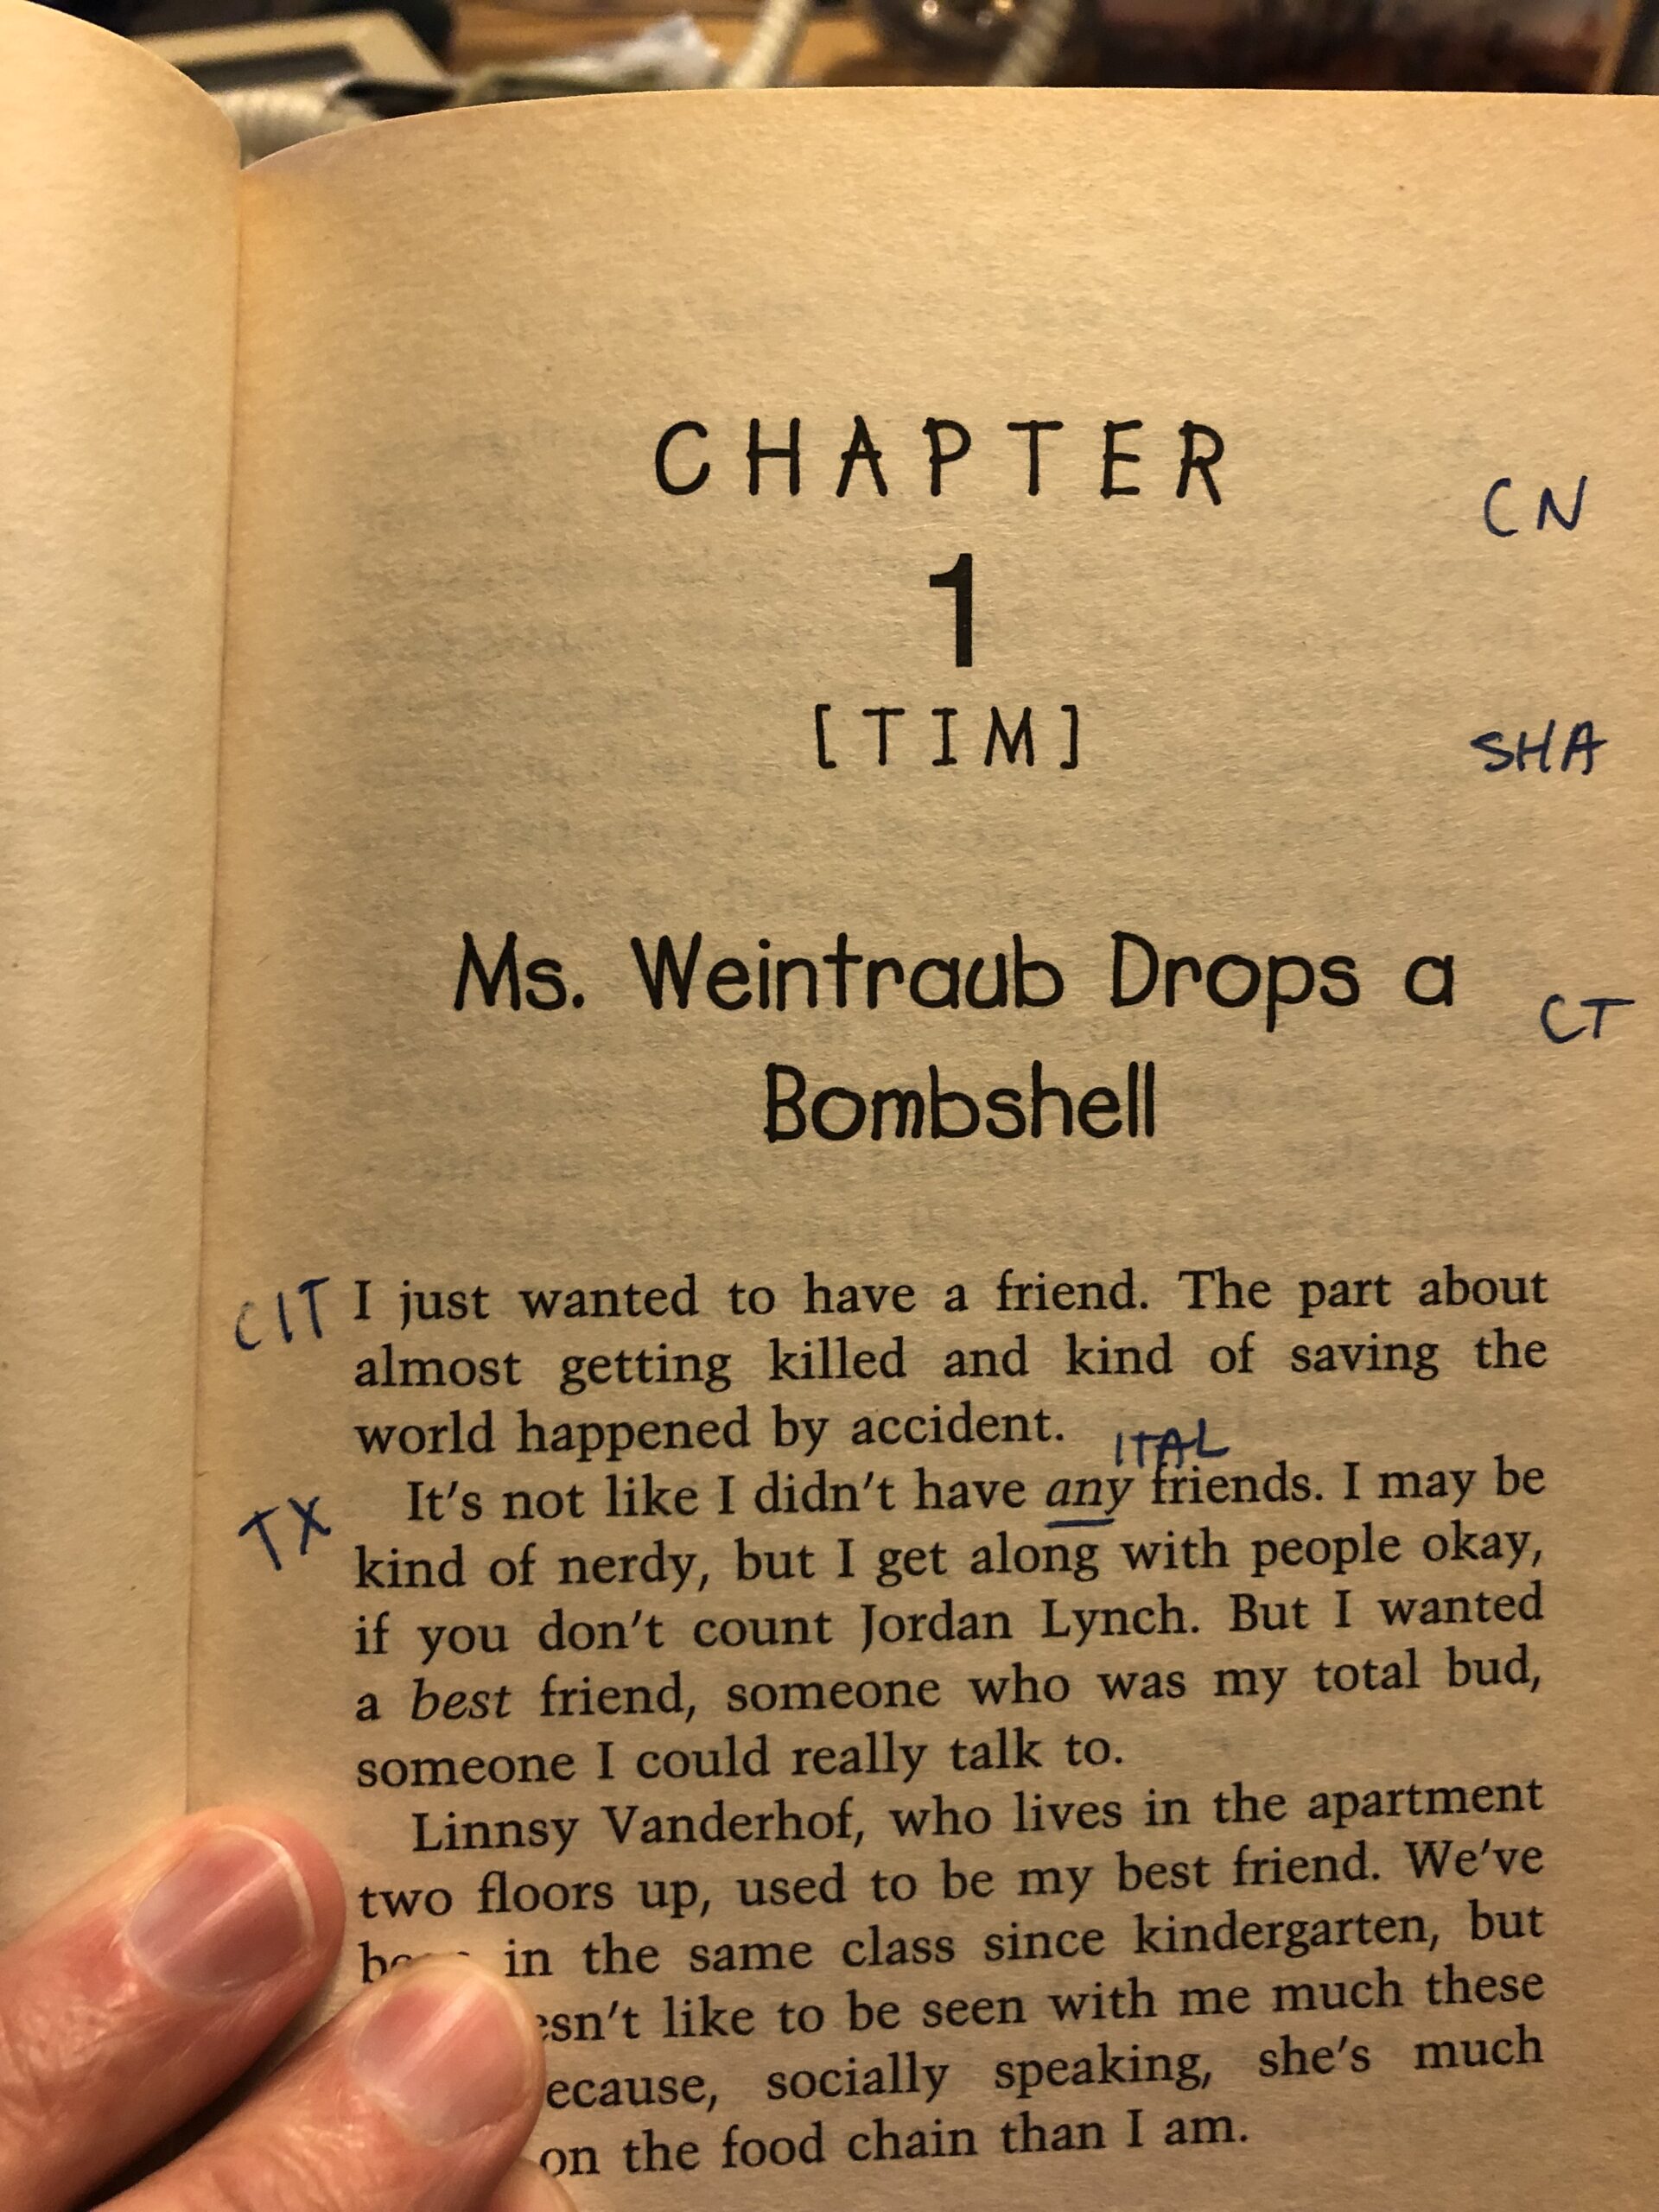 CHAPTER
CN
1
[TIM]
SHA
Ms. Weintraub Drops a
CT
Bombshell
CIT I just wanted to have a friend. The part about
almost getting killed and kind of saving the
world happened by accident.
ITAL
TX It's not like I didn't have any friends. I may be
kind of nerdy, but I get along with people okay,
if you don't count Jordan Lynch. But I wanted
a best friend, someone who was my total bud,
someone I could really talk to.
Linnsy Vanderhof, who lives in the apartment
two floors up, used to be my best friend. We've
in the same class since kindergarten, but
like to be seen with me much these
socially speaking, she's much
on the food chain than I am.